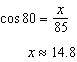 cos 80 = x/85
x ≈ 14.8